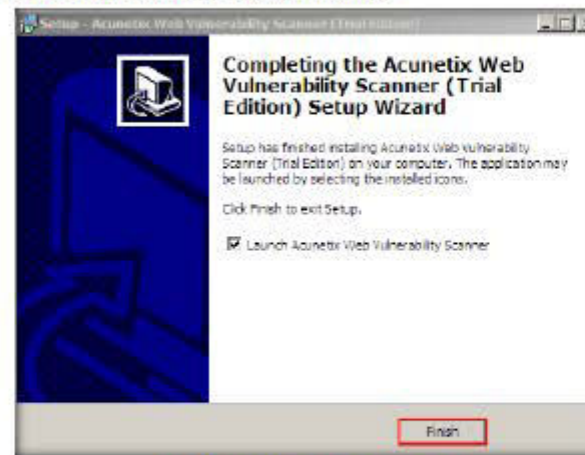 Setup - Acunetix Web Vulnerability Scanner (Trial Edition)
Completing the Acunetix Web
Vulnerability Scanner (Trial
Edition) Setup Wizard
Setup has finished installing Acunetix Web Vulnerability
Scanner (Trial Edition) on your computer. The application may
be launched by selecting the installed icons.
Click Finish to exit Setup.
Launch Acunetix Web Vulnerability Scanner
Finish